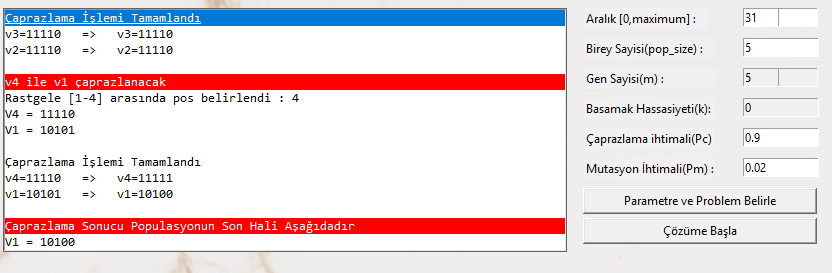 Çaprazlama İşlemi Tamamlandı
v3=11110   =>   v3=11110
v2=11110   =>   v2=11110
v4 ile v1 çaprazlanacak
Rastgele [1-4] arasında pos belirlendi : 4
V4 = 11110
V1 = 10101
Çaprazlama İşlemi Tamamlandı
v4=11110   =>   v4=11111
v1=10101   =>   v1=10100
Çaprazlama Sonucu Populasyonun Son Hali Aşağıdadır
V1 = 10100
Aralık [0,maximum] : 31
Birey Sayisi(pop_size) : 5
Gen Sayisi(m) : 5
Basamak Hassasiyeti(k): 0
Çaprazlama ihtimali(Pc) 0.9
Mutasyon İhtimali(Pm) : 0.02
Parametre ve Problem Belirle
Çözüme Başla